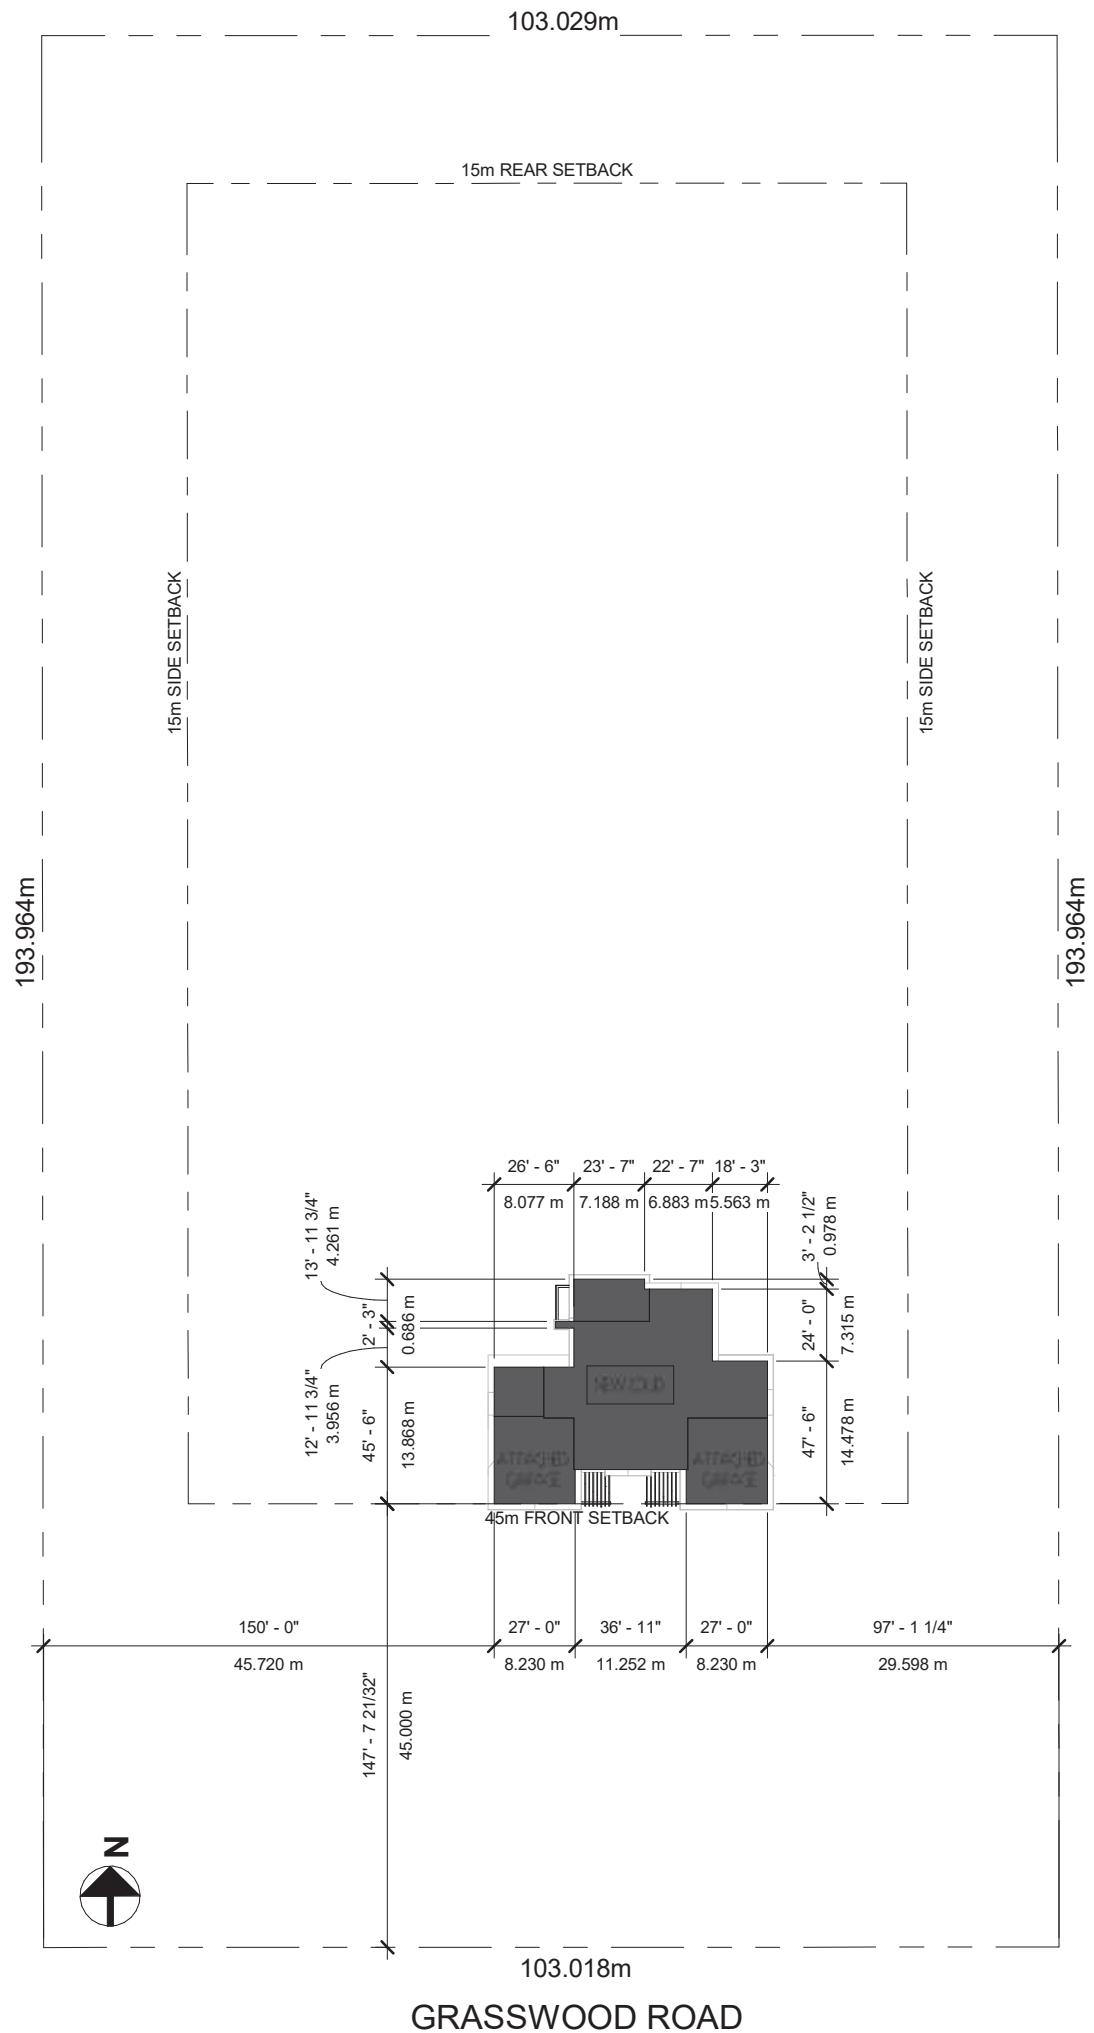 103.029m
15m REAR SETBACK
15m SIDE SETBACK
15m SIDE SETBACK
193.964m
193.964m
26' - 6"
23' - 7"
22' - 7"
18' - 3"
8.077 m
7.188 m
6.883 m
5.563 m
13' - 11 3/4"
4.261 m
2' - 3"
0.686 m
12' - 11 3/4"
3.956 m
45' - 6"
13.868 m
3' - 2 1/2"
0.978 m
24' - 0"
7.315 m
47' - 6"
14.478 m
ATTACHED
GARAGE
ATTACHED
GARAGE
45m FRONT SETBACK
150' - 0"
27' - 0"
36' - 11"
27' - 0"
97' - 1 1/4"
45.720 m
8.230 m
11.252 m
8.230 m
29.598 m
147' - 7 21/32"
45.000 m
N
103.018m
GRASSWOOD ROAD